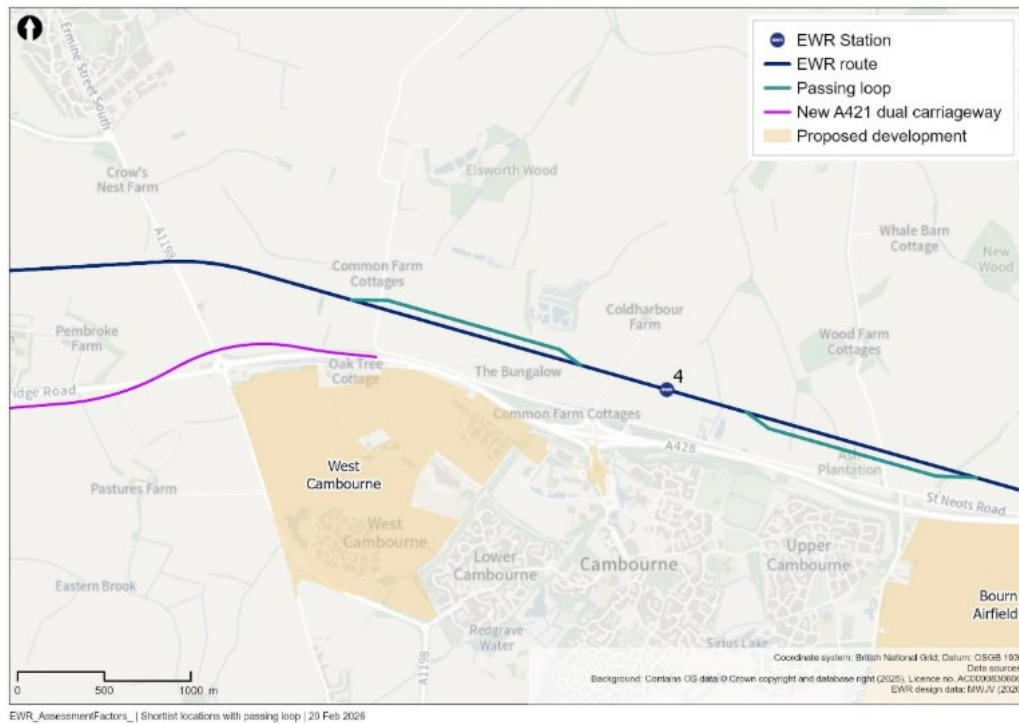 EWR Station
EWR route
Passing loop
New A421 dual carriageway
Proposed development
Ermine Street South
Crow's
Nest Farm
Elsworth Wood
A1198
Whale Barn
Cottage
New
Wood
Common Farm
Cottages
Coldharbour
Farm
Pembroke
Farm
Wood Farm
Cottages
Oak Tree
Cottage
The Bungalow
4
ridge Road
Common Farm Cottages
A428
Ash
Plantation
West
Cambourne
St Neots Road
Pastures Farm
West
Cambourne
Lower
Cambourne
Cambourne
Upper
Cambourne
Eastern Brook
Bourn
Airfield
Redgrave
Water
Sirius Lake
A1198
0 500 1000 m
Coordinate system: British National Grid; Datum: OSGB 193
Data sources
Background: Contains OS data © Crown copyright and database right (2025), Licence no. AC000083060
EWR design data: MWJV (2026
EWR_AssessmentFactors_ | Shortlist locations with passing loop | 20 Feb 2026